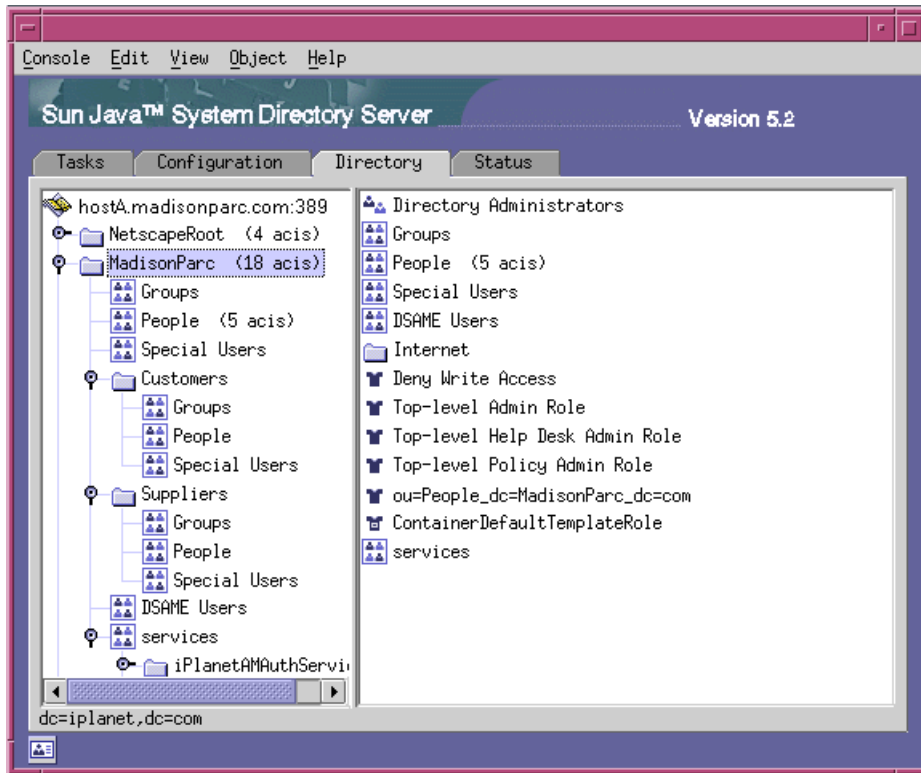 Console Edit View Object Help
Sun Java™ System Directory Server
Version 5.2
Tasks Configuration Directory Status
hostA.madisonparc.com:389
NetscapeRoot (4 acis)
MadisonParc (18 acis)
Groups
People (5 acis)
Special Users
Customers
Groups
People
Special Users
Suppliers
Groups
People
Special Users
DSAME Users
services
iPlanetAMAuthServi
Directory Administrators
Groups
People (5 acis)
Special Users
DSAME Users
Internet
Deny Write Access
Top-level Admin Role
Top-level Help Desk Admin Role
Top-level Policy Admin Role
ou=People_dc=MadisonParc_dc=com
ContainerDefaultTemplateRole
services
dc=iplanet,dc=com